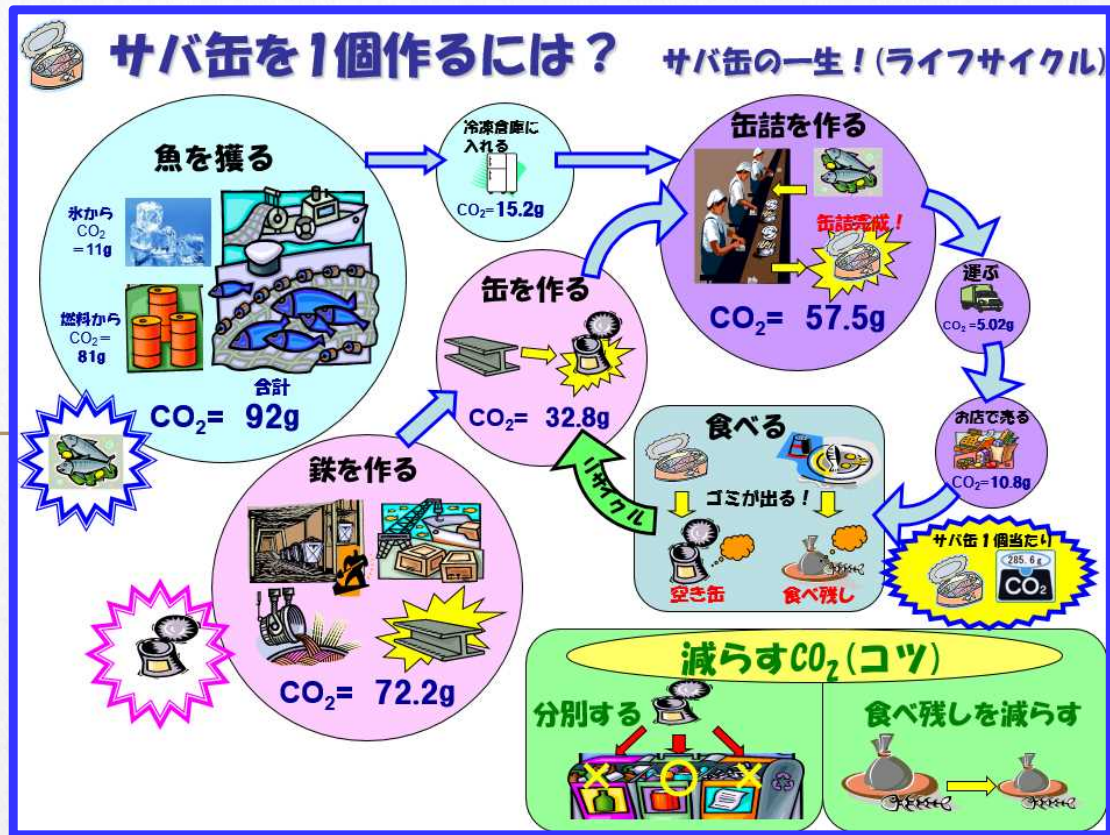 サバ缶を1個作るには？
サバ缶の一生！(ライフサイクル)
魚を獲る
氷から
CO₂
=11g
燃料から
CO₂=
81g
合計
CO₂= 92g
冷凍倉庫に
入れる
CO₂=15.2g
缶詰を作る
缶詰完成！
CO₂= 57.5g
運ぶ
CO₂=5.02g
お店で売る
CO₂=10.8g
缶を作る
CO₂= 32.8g
鉄を作る
CO₂= 72.2g
リサイクル
食べる
ゴミが出る！
空き缶
食べ残し
サバ缶1個当たり
285.6g
CO₂
減らすCO₂(コツ)
分別する
食べ残しを減らす